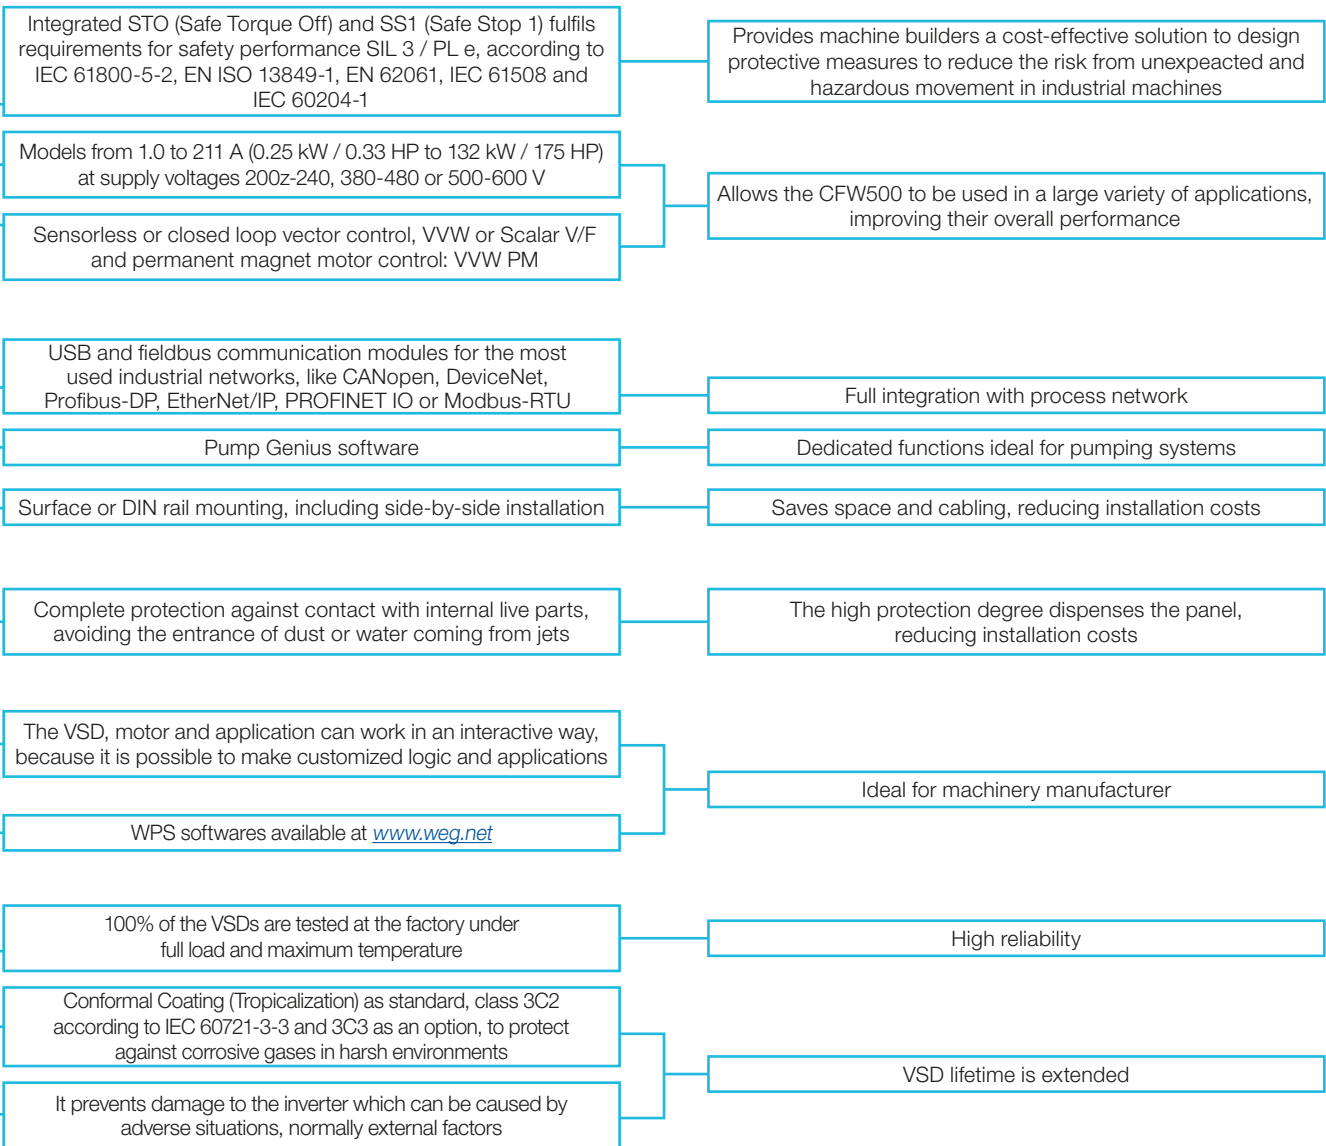 Integrated STO (Safe Torque Off) and SS1 (Safe Stop 1) fulfils
requirements for safety performance SIL 3 / PL e, according to
IEC 61800-5-2, EN ISO 13849-1, EN 62061, IEC 61508 and
IEC 60204-1
Provides machine builders a cost-effective solution to design
protective measures to reduce the risk from unexpeacted and
hazardous movement in industrial machines
Models from 1.0 to 211 A (0.25 kW / 0.33 HP to 132 kW / 175 HP)
at supply voltages 200z-240, 380-480 or 500-600 V
Sensorless or closed loop vector control, VVW or Scalar V/F
and permanent magnet motor control: VVW PM
Allows the CFW500 to be used in a large variety of applications,
improving their overall performance
USB and fieldbus communication modules for the most
used industrial networks, like CANopen, DeviceNet,
Profibus-DP, EtherNet/IP, PROFINET IO or Modbus-RTU
Full integration with process network
Pump Genius software
Dedicated functions ideal for pumping systems
Surface or DIN rail mounting, including side-by-side installation
Saves space and cabling, reducing installation costs
Complete protection against contact with internal live parts,
avoiding the entrance of dust or water coming from jets
The high protection degree dispenses the panel,
reducing installation costs
The VSD, motor and application can work in an interactive way,
because it is possible to make customized logic and applications
WPS softwares available at www.weg.net
Ideal for machinery manufacturer
100% of the VSDs are tested at the factory under
full load and maximum temperature
High reliability
Conformal Coating (Tropicalization) as standard, class 3C2
according to IEC 60721-3-3 and 3C3 as an option, to protect
against corrosive gases in harsh environments
It prevents damage to the inverter which can be caused by
adverse situations, normally external factors
VSD lifetime is extended